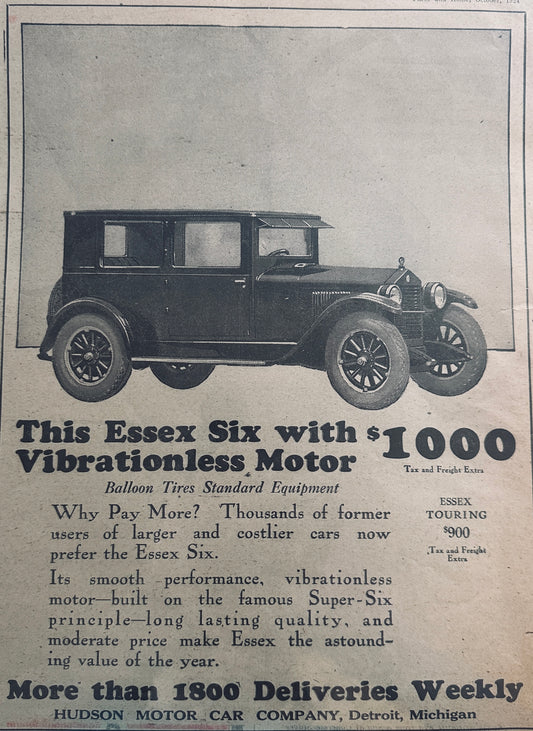 October, 1924
This Essex Six with $1000
Vibrationless Motor
Tax and Freight Extra
Balloon Tires Standard Equipment
Why Pay More? Thousands of former
users of larger and costlier cars now
prefer the Essex Six.
ESSEX
TOURING
$900
Tax and Freight
Extra
Its smooth performance, vibrationless
motor—built on the famous Super-Six
principle—long lasting quality, and
moderate price make Essex the astound-
ing value of the year.
More than 1800 Deliveries Weekly
HUDSON MOTOR CAR COMPANY, Detroit, Michigan